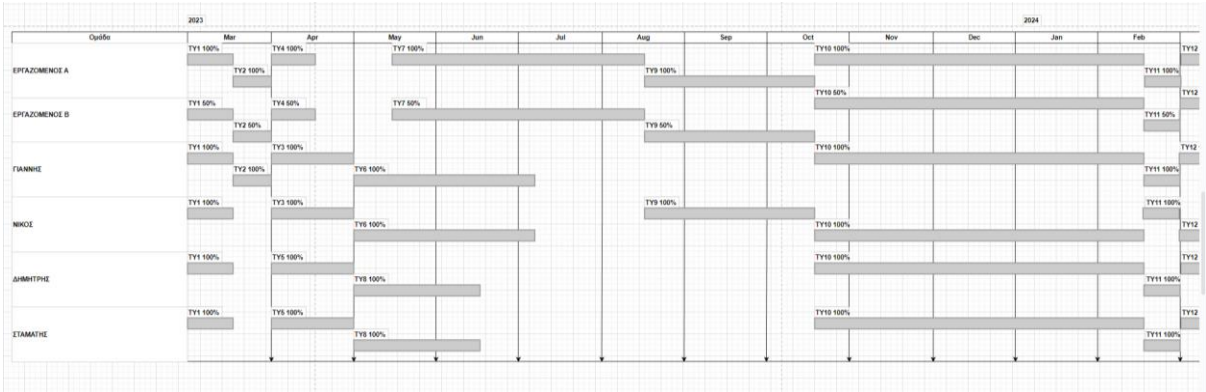 2023 2024
Ομάδα Mar Apr May Jun Jul Aug Sep Oct Nov Dec Jan Feb
TY1 100% TY4 100% TY7 100% TY10 100% TY12
ΕΡΓΑΖΟΜΕΝΟΣ Α
TY2 100% TY9 100% TY11 100%
TY10 50% TY12
TY1 50% TY4 50% TY7 50%
ΕΡΓΑΖΟΜΕΝΟΣ Β
TY2 50% TY9 50% TY11 50%
TY1 100% TY3 100% TY10 100% TY12
ΓΙΑΝΝΗΣ
TY2 100% TY6 100% TY11 100%
TY1 100% TY3 100% TY9 100% TY11 100%
ΝΙΚΟΣ
TY6 100% TY10 100% TY12
TY1 100% TY5 100% TY10 100% TY12
ΔΗΜΗΤΡΗΣ
TY8 100% TY11 100%
TY1 100% TY5 100% TY10 100% TY12
ΣΤΑΜΑΤΗΣ
TY8 100% TY11 100%